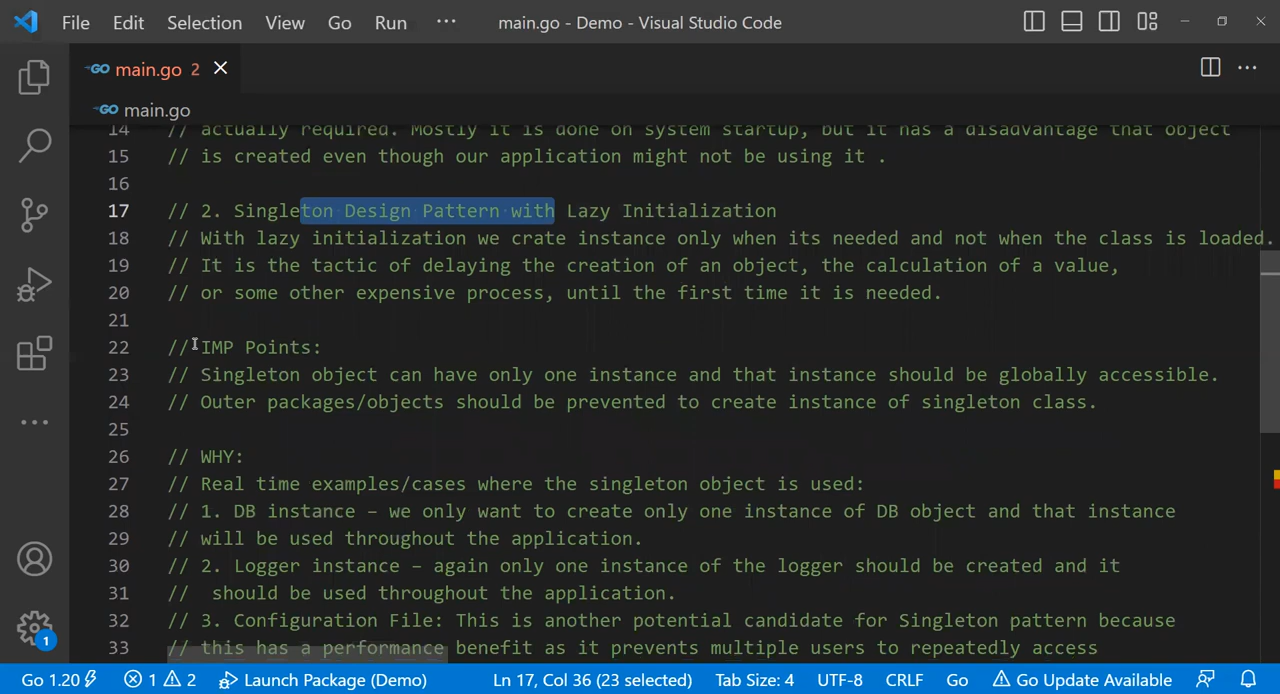 File Edit Selection View Go Run ··· main.go - Demo - Visual Studio Code
GO main.go 2
GO main.go
14 // actually required. Mostly it is done on system startup, but it has a disadvantage that object
15 // is created even though our application might not be using it .
16
17 // 2. Singleton Design Pattern with Lazy Initialization
18 // With lazy initialization we crate instance only when its needed and not when the class is loaded.
19 // It is the tactic of delaying the creation of an object, the calculation of a value,
20 // or some other expensive process, until the first time it is needed.
21
22 // IMP Points:
23 // Singleton object can have only one instance and that instance should be globally accessible.
24 // Outer packages/objects should be prevented to create instance of singleton class.
25
26 // WHY:
27 // Real time examples/cases where the singleton object is used:
28 // 1. DB instance – we only want to create only one instance of DB object and that instance
29 // will be used throughout the application.
30 // 2. Logger instance – again only one instance of the logger should be created and it
31 //  should be used throughout the application.
32 // 3. Configuration File: This is another potential candidate for Singleton pattern because
33 // this has a performance benefit as it prevents multiple users to repeatedly access
1
Go 1.20 1 2 Launch Package (Demo) Ln 17, Col 36 (23 selected) Tab Size: 4 UTF-8 CRLF Go Go Update Available